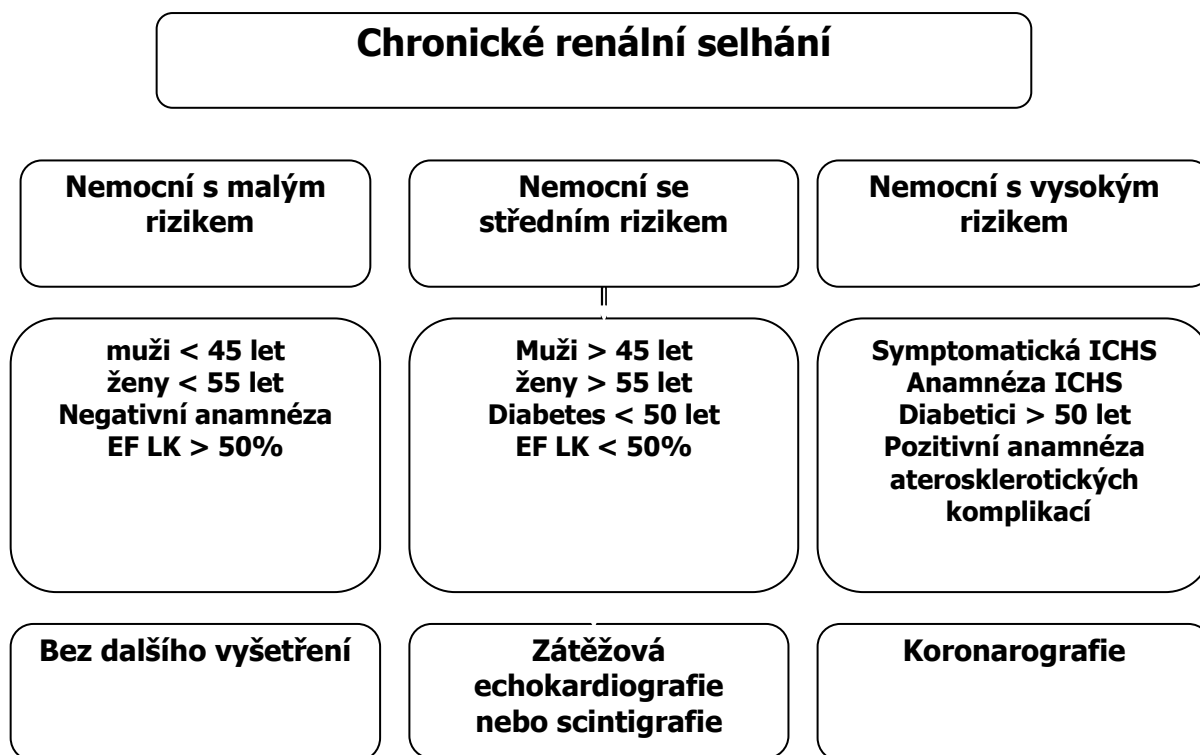 Chronické renální selhání
Nemocní s malým
rizikem
Nemocní se
středním rizikem
Nemocní s vysokým
rizikem
muži < 45 let
ženy < 55 let
Negativní anamnéza
EF LK > 50%
Muži > 45 let
ženy > 55 let
Diabetes < 50 let
EF LK < 50%
Symptomatická ICHS
Anamnéza ICHS
Diabetici > 50 let
Pozitivní anamnéza
aterosklerotických
komplikací
Bez dalšího vyšetření
Zátěžová
echokardiografie
nebo scintigrafie
Koronarografie